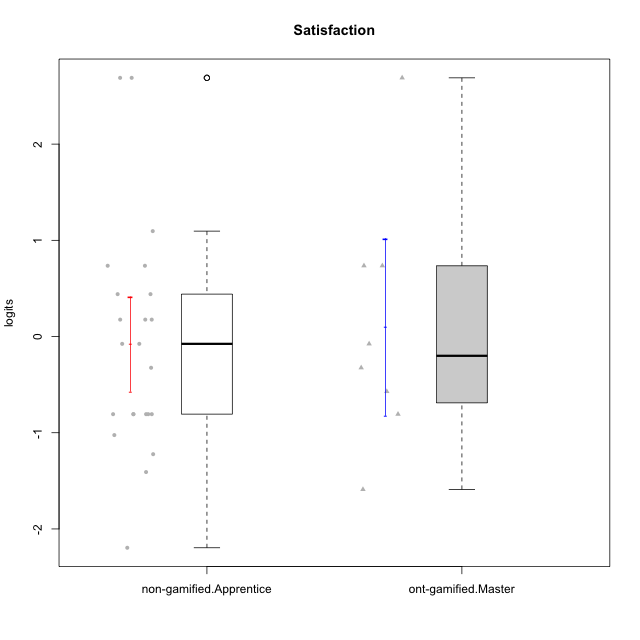 Satisfaction
logits
2
1
0
-1
-2
non-gamified.Apprentice
ont-gamified.Master